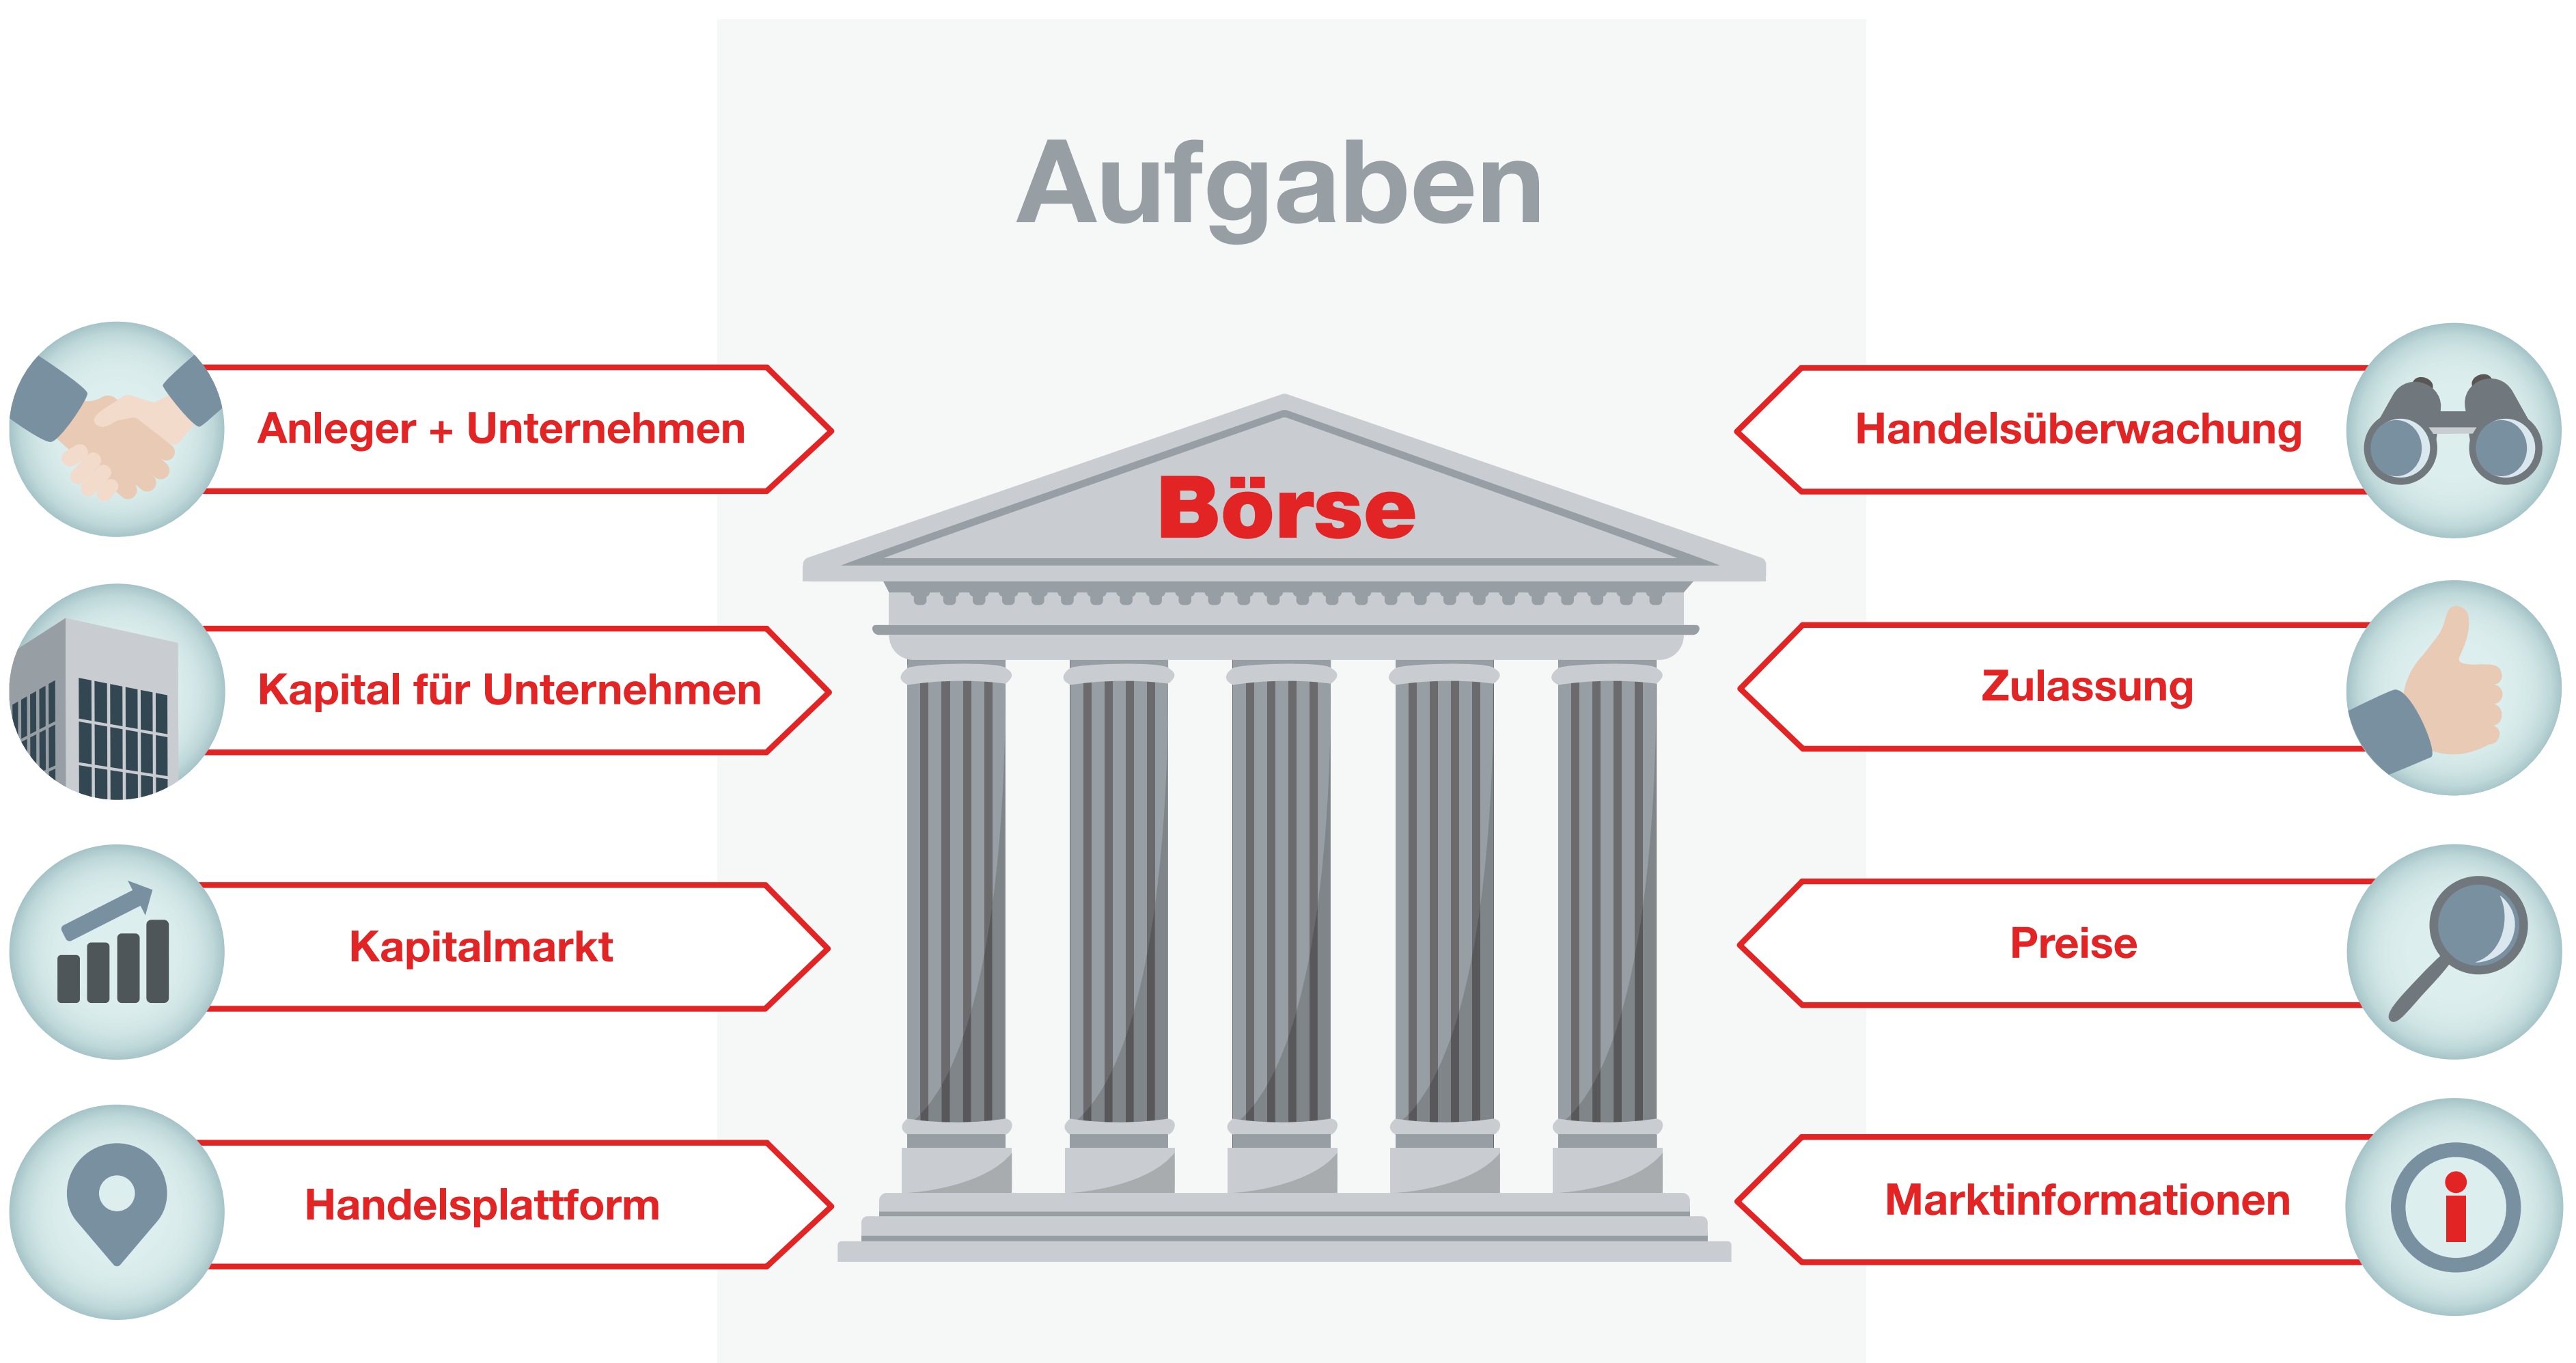 Aufgaben
Börse
Anleger + Unternehmen
Kapital für Unternehmen
Kapitalmarkt
Handelsplattform
Handelsüberwachung
Zulassung
Preise
Marktinformationen